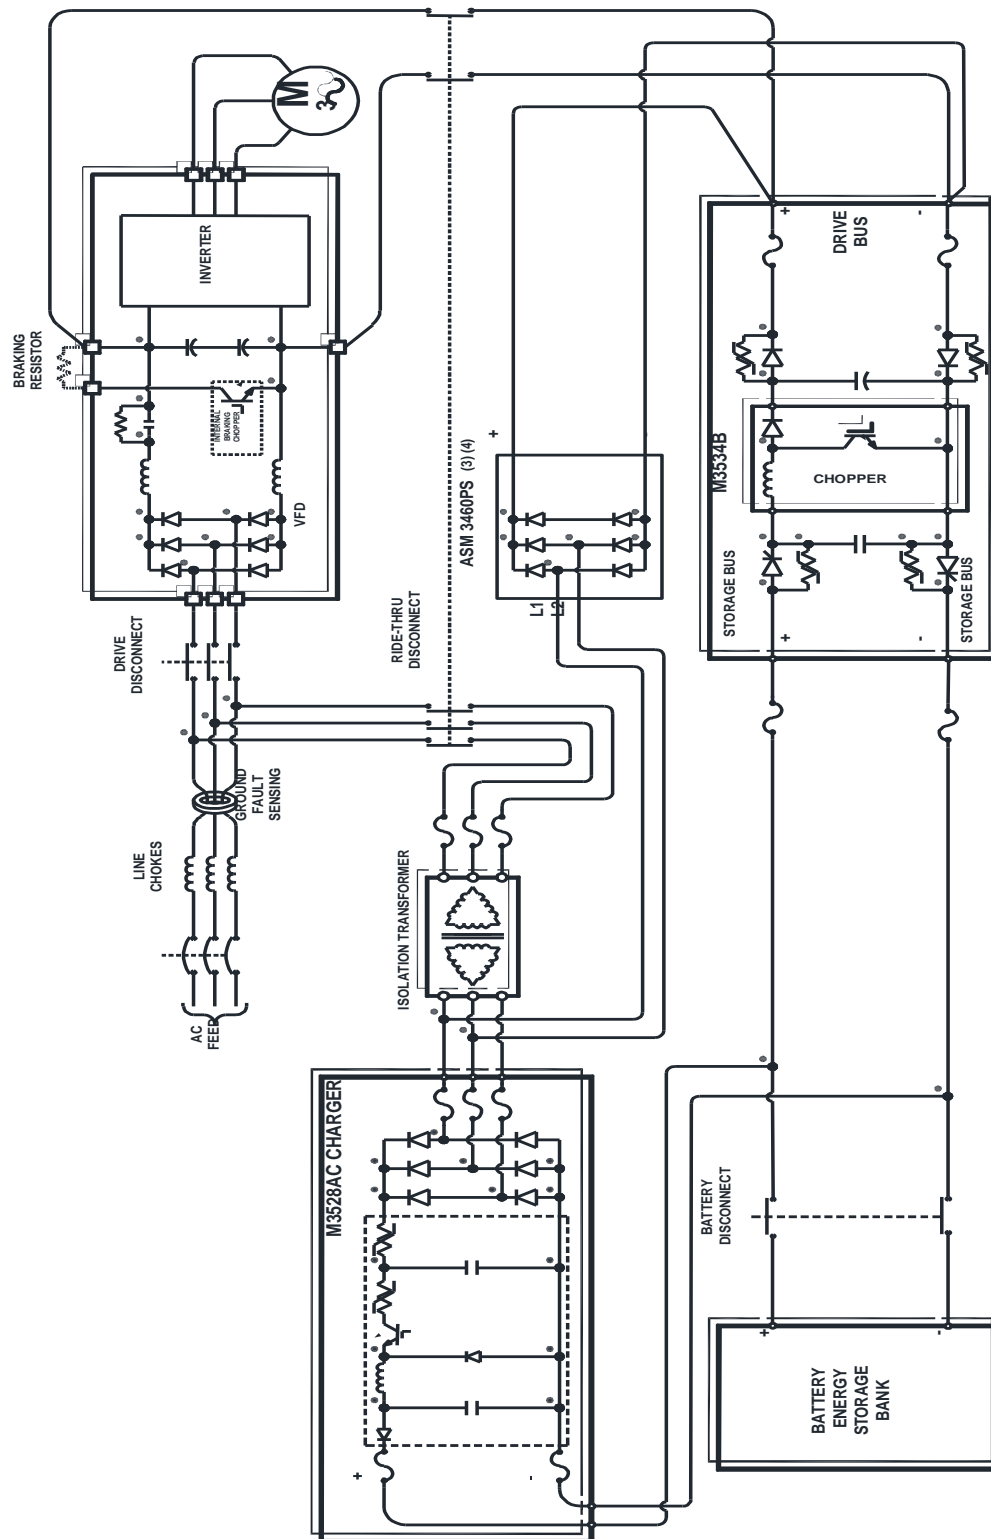 M
3
INVERTER
BRAKING
RESISTOR
INTERNAL
BRAKING
CHOPPER
VFD
DRIVE
DISCONNECT
GROUND
FAULT
SENSING
LINE
CHOKES
AC
FEED
RIDE-THRU
DISCONNECT
ASM 3460PS (3) (4)
+
L1
L2
ISOLATION TRANSFORMER
M3528AC CHARGER
+
-
+
-
DRIVE
BUS
M3534B
CHOPPER
STORAGE BUS
STORAGE BUS
+
-
BATTERY
DISCONNECT
+
-
BATTERY
ENERGY
STORAGE
BANK